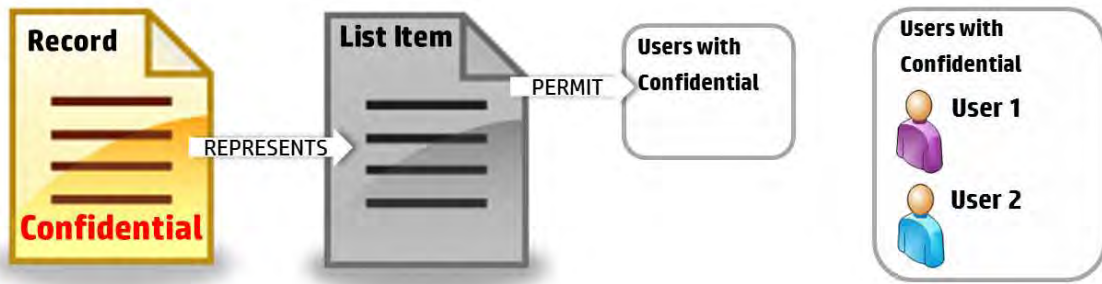 Record
Confidential
REPRESENTS
List Item
PERMIT
Users with
Confidential
Users with
Confidential
User 1
User 2